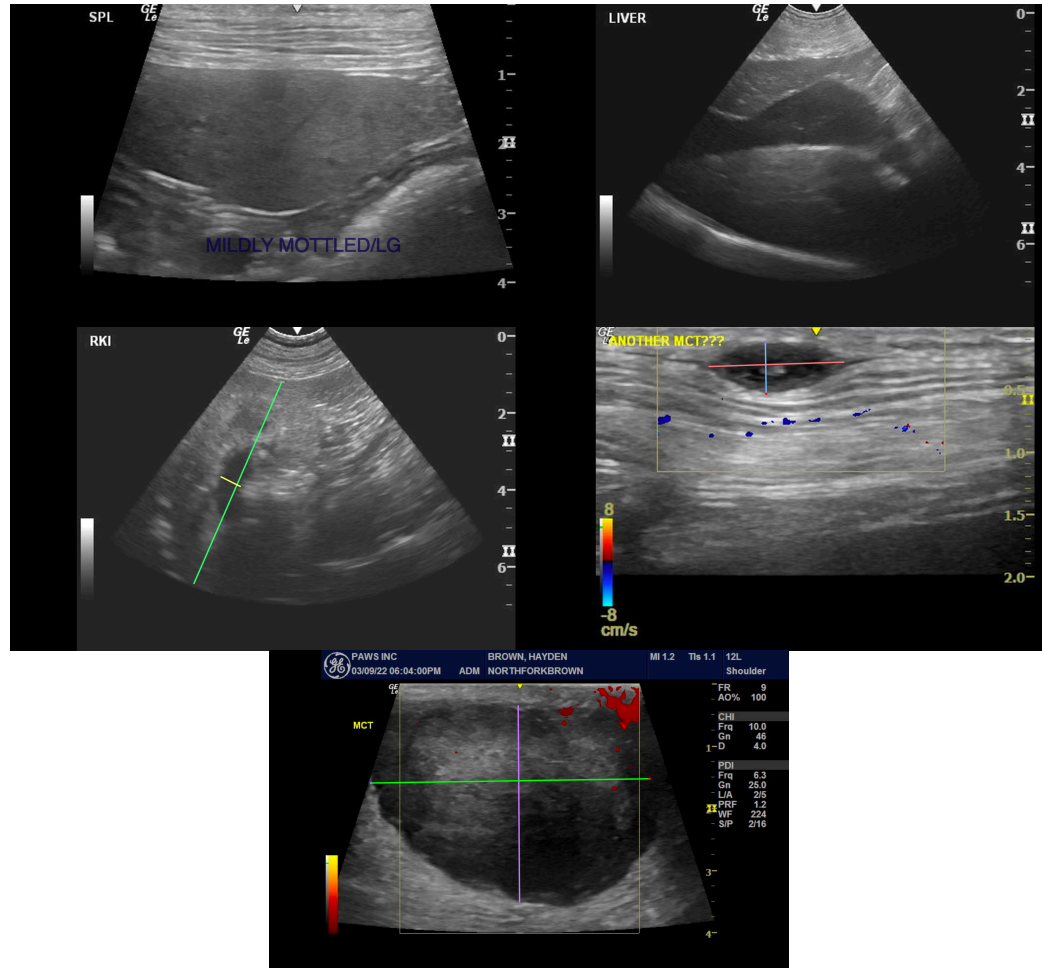 SPL
GE
Le
1
2
3
4
MILDLY MOTTLED/LG
LIVER
GE
Le
0
2
4
6
RKI
GE
Le
0
2
4
6
GE
ANOTHER MCT???
0.5
1.0
1.5
2.0
8
-8
cm/s
GE
PAWS INC BROWN, HAYDEN MI 1.2 TIs 1.1 12L
03/09/22 06:04:00PM ADM NORTHFORKBROWN Shoulder
GE
Le
MCT
1
2
3
4
FR 9
AO% 100
CHI
Frq 10.0
Gn 46
D 4.0
PDI
Frq 6.3
Gn 25.0
L/A 2/5
PRF 1.2
WF 224
S/P 2/16